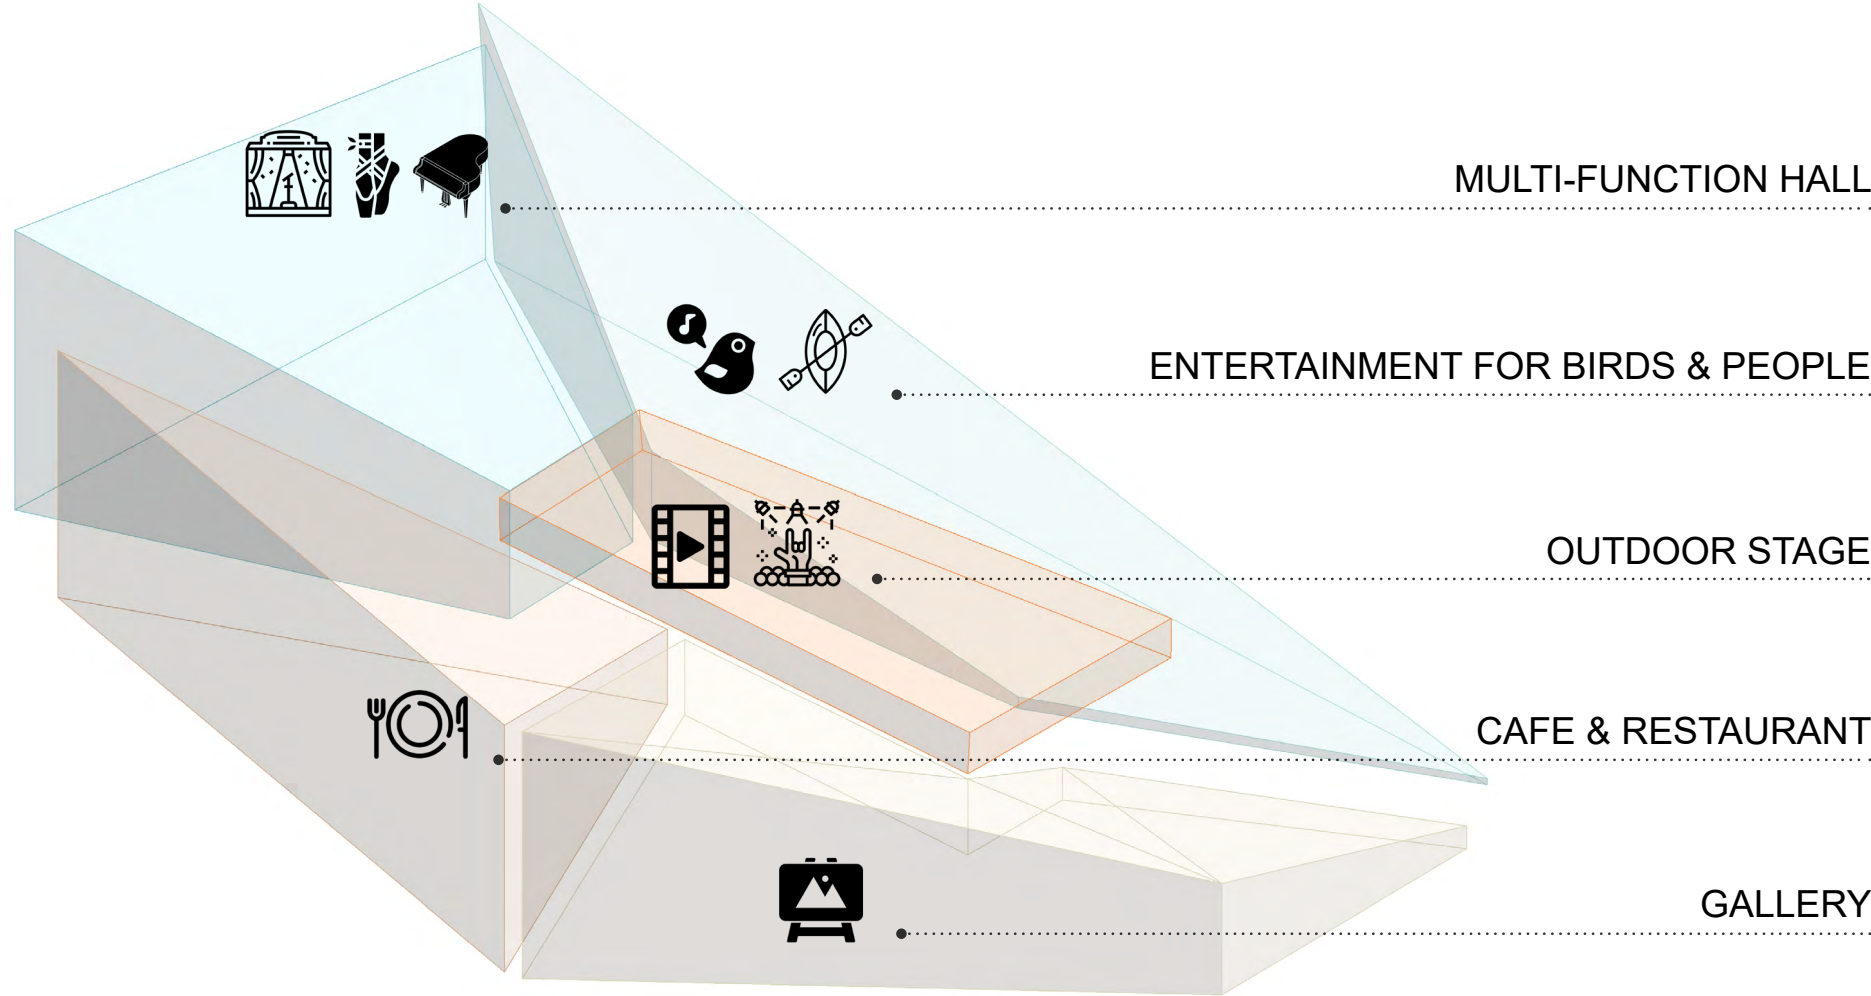 MULTI-FUNCTION HALL
ENTERTAINMENT FOR BIRDS & PEOPLE
OUTDOOR STAGE
CAFE & RESTAURANT
GALLERY